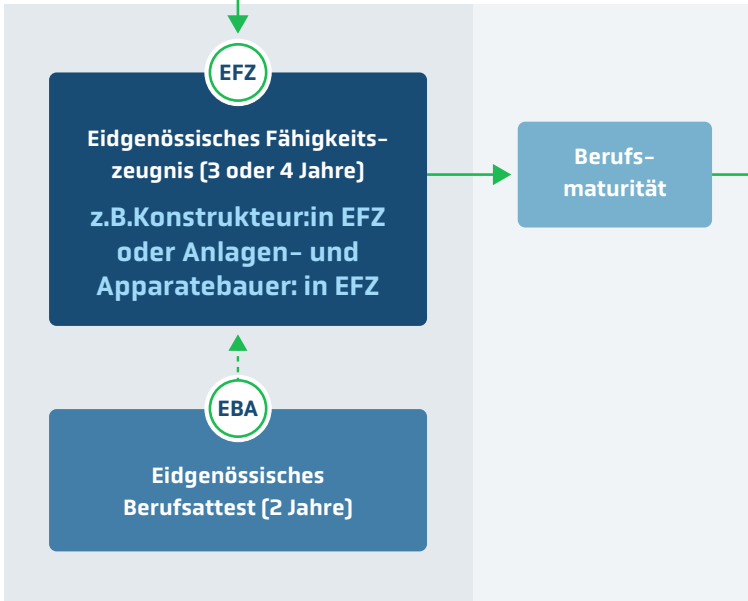 EFZ
Eidgenössisches Fähigkeits-
zeugnis (3 oder 4 Jahre)
z.B.Konstrukteur:in EFZ
oder Anlagen- und
Apparatebauer: in EFZ
Berufs-
maturität
EBA
Eidgenössisches
Berufsattest (2 Jahre)